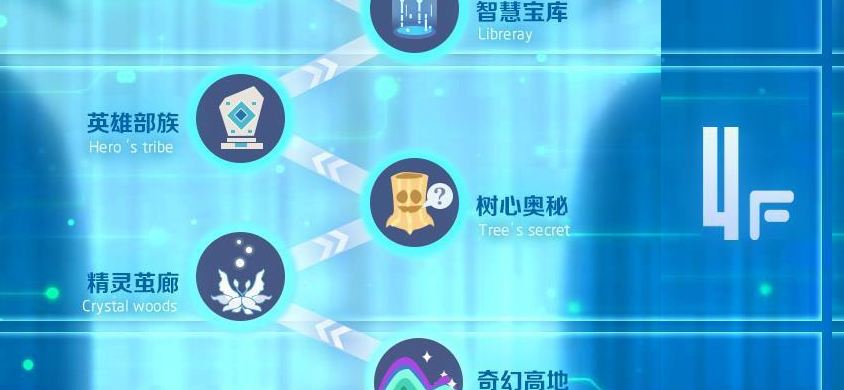 智慧宝库
Libreray
英雄部族
Hero 's tribe
?
树心奥秘
Tree's secret
4F
精灵茧廊
Crystal woods
奇幻高地